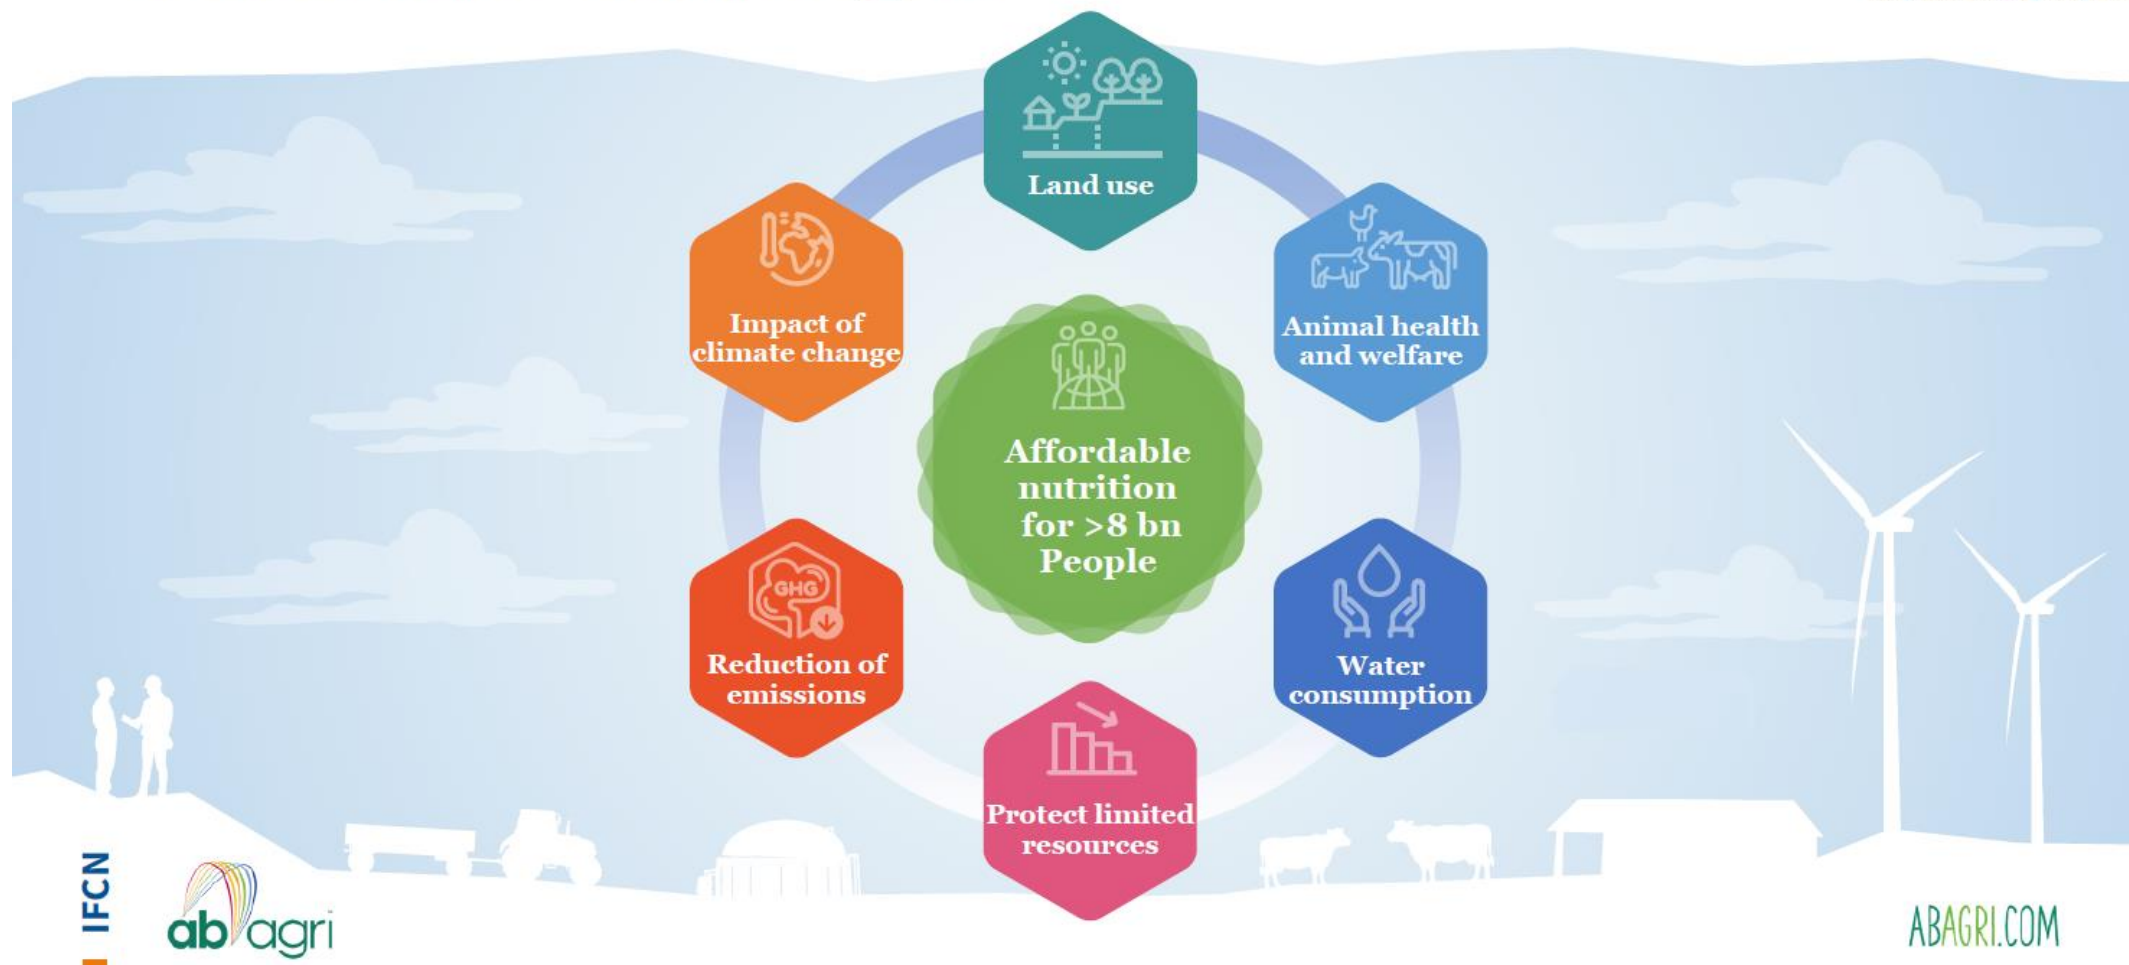 Land use
Impact of
climate change
Animal health
and welfare
Affordable
nutrition
for >8 bn
People
GHG
Reduction of
emissions
Water
consumption
Protect limited
resources
IFCN
ab agri
ABAGRI.COM